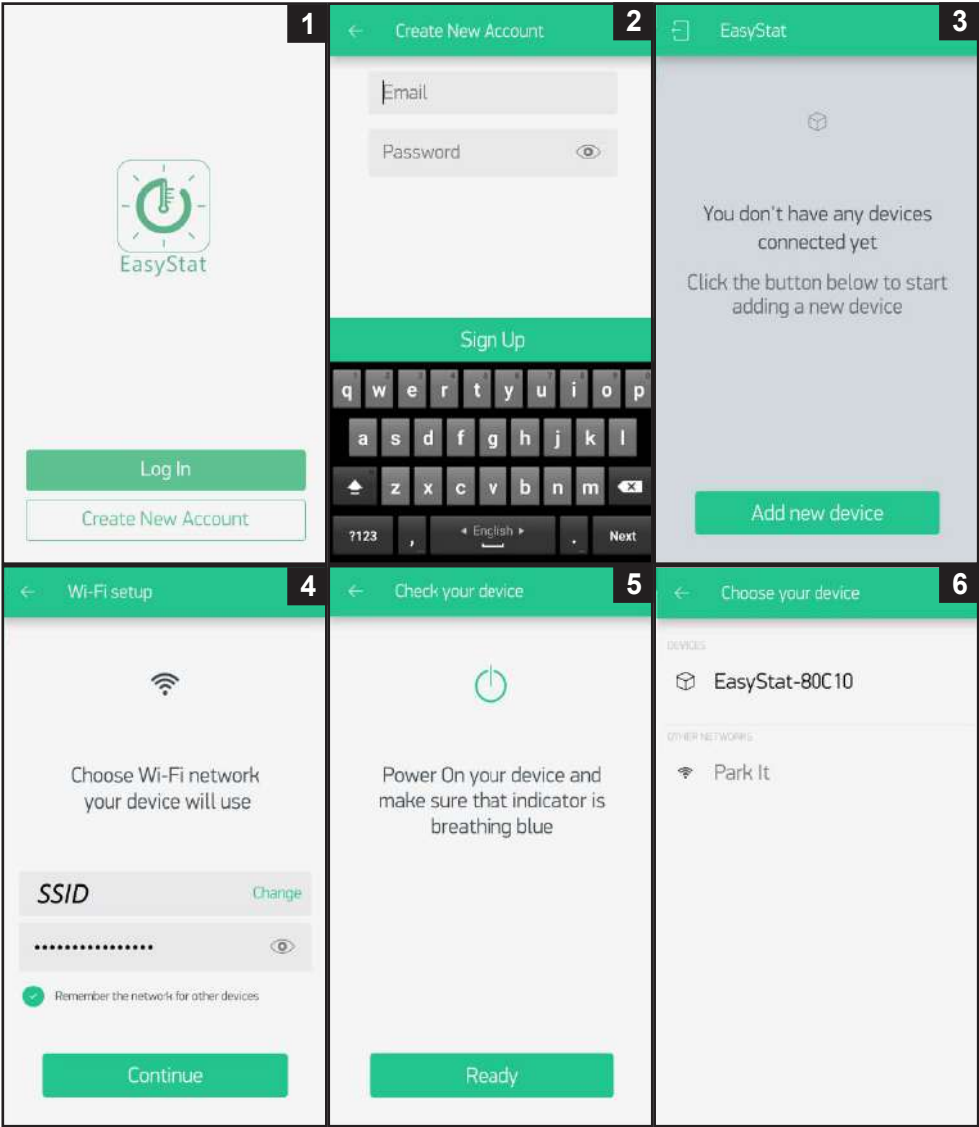 1
EasyStat
Log In
Create New Account
2
Create New Account
Email
Password
Sign Up
q w e r t y u i o p
a s d f g h j k l
z x c v b n m
?123 , English . Next
3
EasyStat
You don't have any devices
connected yet
Click the button below to start
adding a new device
Add new device
4
Wi-Fi setup
Choose Wi-Fi network
your device will use
SSID Change
••••••••••••••••
Remember the network for other devices
Continue
5
Check your device
Power On your device and
make sure that indicator is
breathing blue
Ready
6
Choose your device
DEVICES
EasyStat-80C10
OTHER NETWORKS
Park It